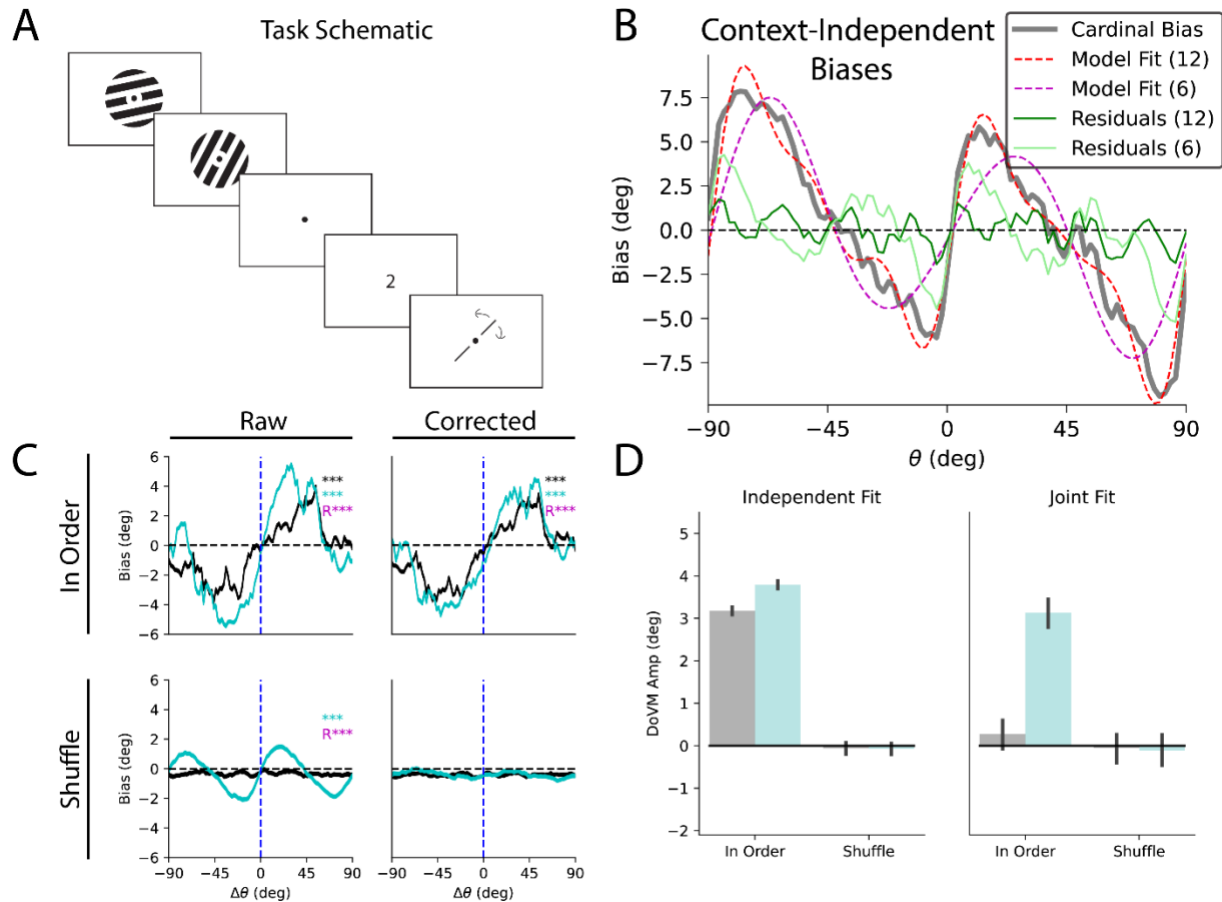 A
Task Schematic
2
B
Context-Independent
Biases
Cardinal Bias
Model Fit (12)
Model Fit (6)
Residuals (12)
Residuals (6)
7.5
5.0
2.5
0.0
−2.5
−5.0
−7.5
Bias (deg)
−90
−45
0
45
90
θ (deg)
C
Raw
Corrected
In Order
6
4
2
0
−2
−4
−6
Bias (deg)
***
***
R***
***
***
R***
Shuffle
6
4
2
0
−2
−4
−6
Bias (deg)
***
R***
−90
−45
0
45
90
Δθ (deg)
−90
−45
0
45
90
Δθ (deg)
D
Independent Fit
Joint Fit
5
4
3
2
1
0
−1
−2
DoVM Amp (deg)
In Order
Shuffle
In Order
Shuffle